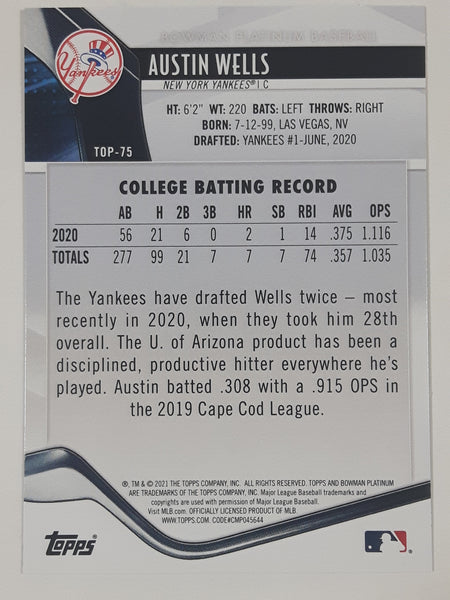 BOWMAN PLATINUM BASEBALL
Yankees
AUSTIN WELLS
NEW YORK YANKEES® | C
HT: 6'2" WT: 220 BATS: LEFT THROWS: RIGHT
BORN: 7-12-99, LAS VEGAS, NV
DRAFTED: YANKEES #1-JUNE, 2020
TOP-75
COLLEGE BATTING RECORD
AB H 2B 3B HR SB RBI AVG OPS
2020 56 21 6 0 2 1 14 .375 1.116
TOTALS 277 99 21 7 7 7 74 .357 1.035
The Yankees have drafted Wells twice – most
recently in 2020, when they took him 28th
overall. The U. of Arizona product has been a
disciplined, productive hitter everywhere he's
played. Austin batted .308 with a .915 OPS in
the 2019 Cape Cod League.
®, TM & © 2021 THE TOPPS COMPANY, INC. ALL RIGHTS RESERVED. TOPPS AND BOWMAN PLATINUM
ARE TRADEMARKS OF THE TOPPS COMPANY, INC. Major League Baseball trademarks and
copyrights are used with permission of Major League Baseball.
Visit MLB.com. OFFICIALLY LICENSED PRODUCT OF MLB.
WWW.TOPPS.COM. CODE#CMP045644
TOPPS